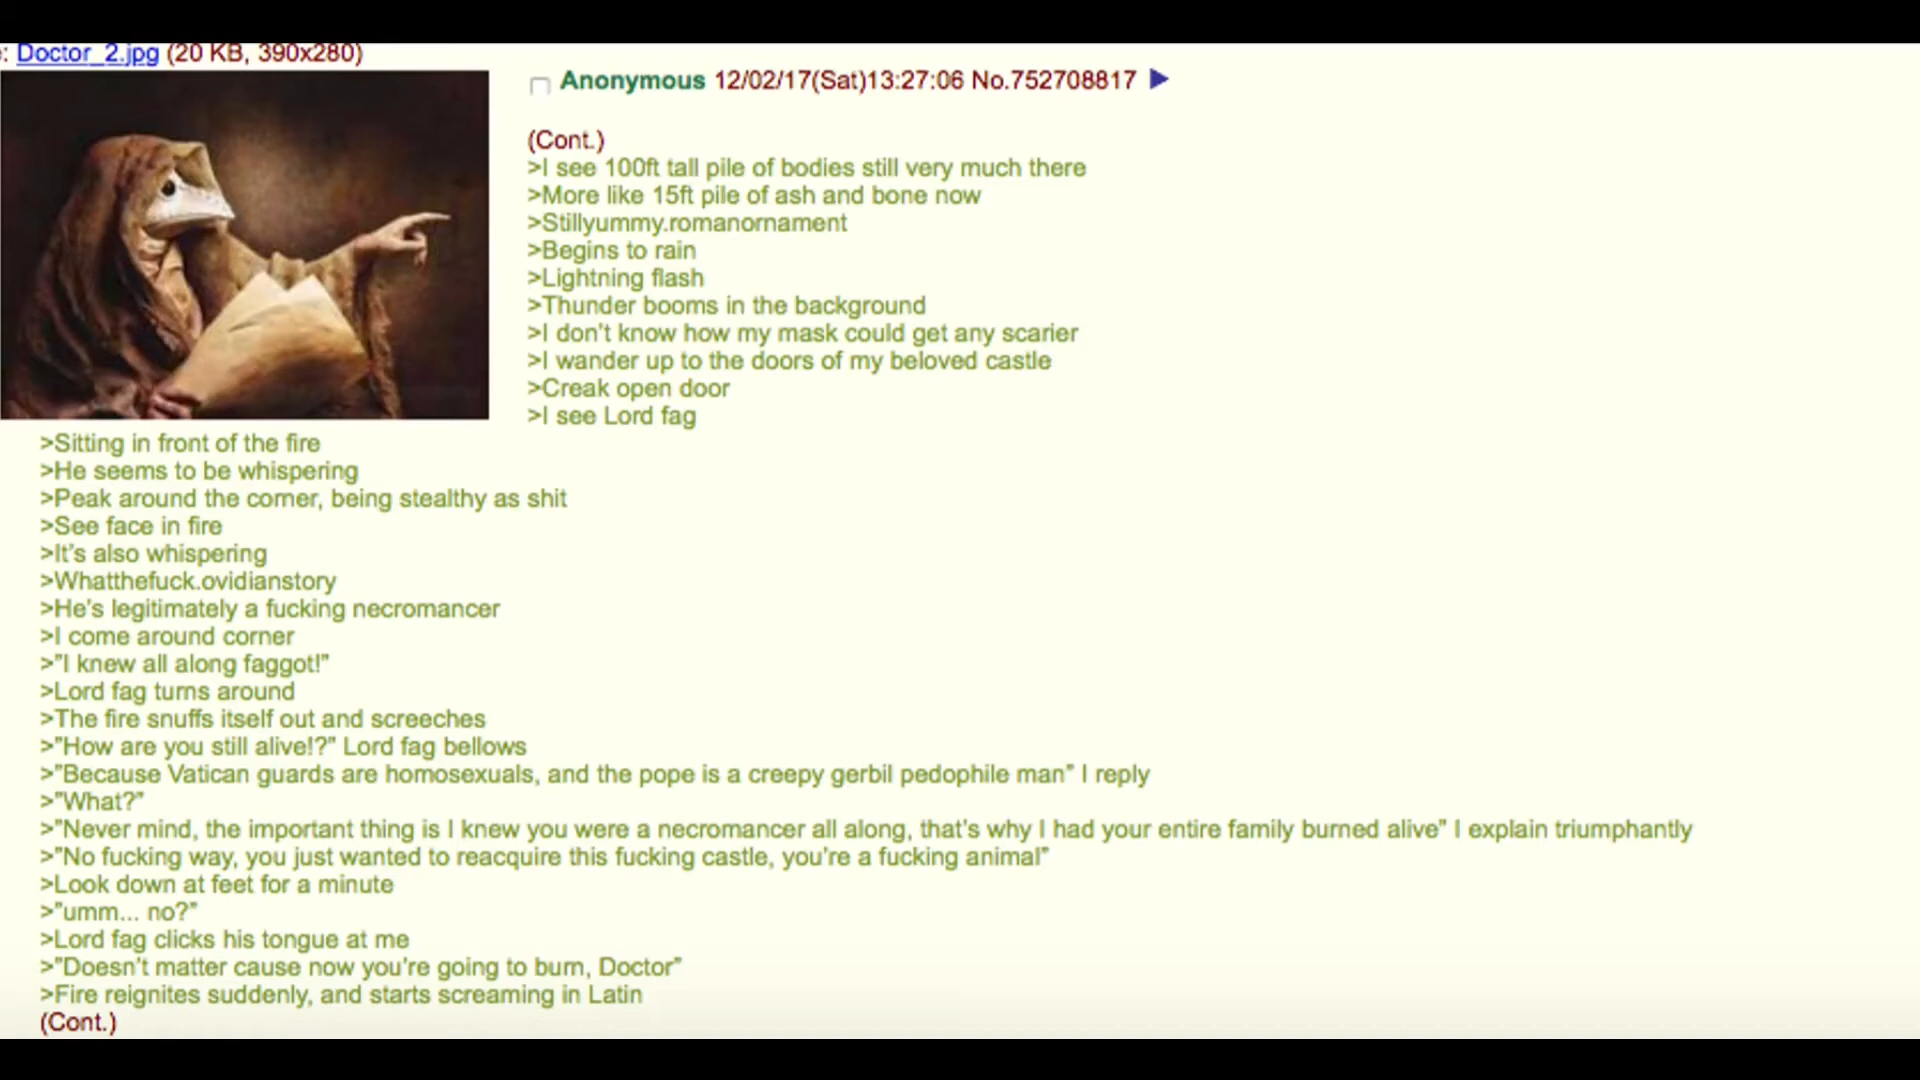 : Doctor_2.jpg (20 KB, 390x280)
Anonymous 12/02/17(Sat)13:27:06 No.752708817
(Cont.)
>I see 100ft tall pile of bodies still very much there
>More like 15ft pile of ash and bone now
>Stillyummy.romanornament
>Begins to rain
>Lightning flash
>Thunder booms in the background
>I don't know how my mask could get any scarier
>I wander up to the doors of my beloved castle
>Creak open door
>I see Lord fag
>Sitting in front of the fire
>He seems to be whispering
>Peak around the corner, being stealthy as shit
>See face in fire
>It's also whispering
>Whatthefuck.ovidianstory
>He's legitimately a fucking necromancer
>I come around corner
>"I knew all along faggot!"
>Lord fag turns around
>The fire snuffs itself out and screeches
>"How are you still alive!?" Lord fag bellows
>"Because Vatican guards are homosexuals, and the pope is a creepy gerbil pedophile man" I reply
>"What?"
>"Never mind, the important thing is I knew you were a necromancer all along, that's why I had your entire family burned alive" I explain triumphantly
>"No fucking way, you just wanted to reacquire this fucking castle, you're a fucking animal"
>Look down at feet for a minute
>"umm... no?"
>Lord fag clicks his tongue at me
>"Doesn't matter cause now you're going to burn, Doctor"
>Fire reignites suddenly, and starts screaming in Latin
(Cont.)